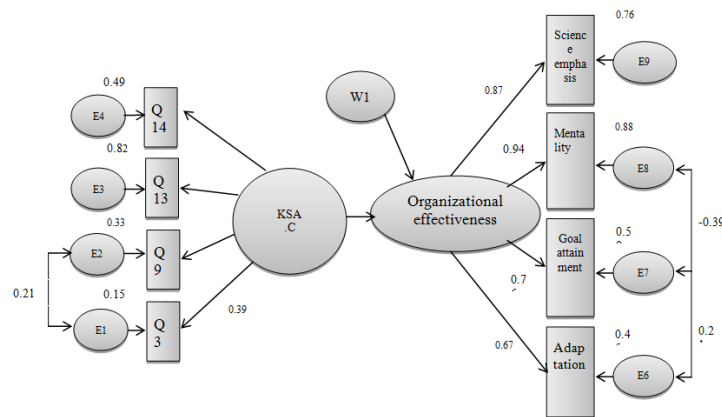 0.76
Scienc
e emph
asis
E9
0.49
0.87
E4
Q
14
W1
0.82
Menta
lity
0.88
0.94
E8
E3
Q
13
KSA
.C
Organizational
effectiveness
-0.39
0.33
Goal
attain
ment
0.5
E2
Q
9
E7
0.21
0.7
0.15
0.39
E1
Q
3
0.67
Adap
tation
0.4
0.2
E6